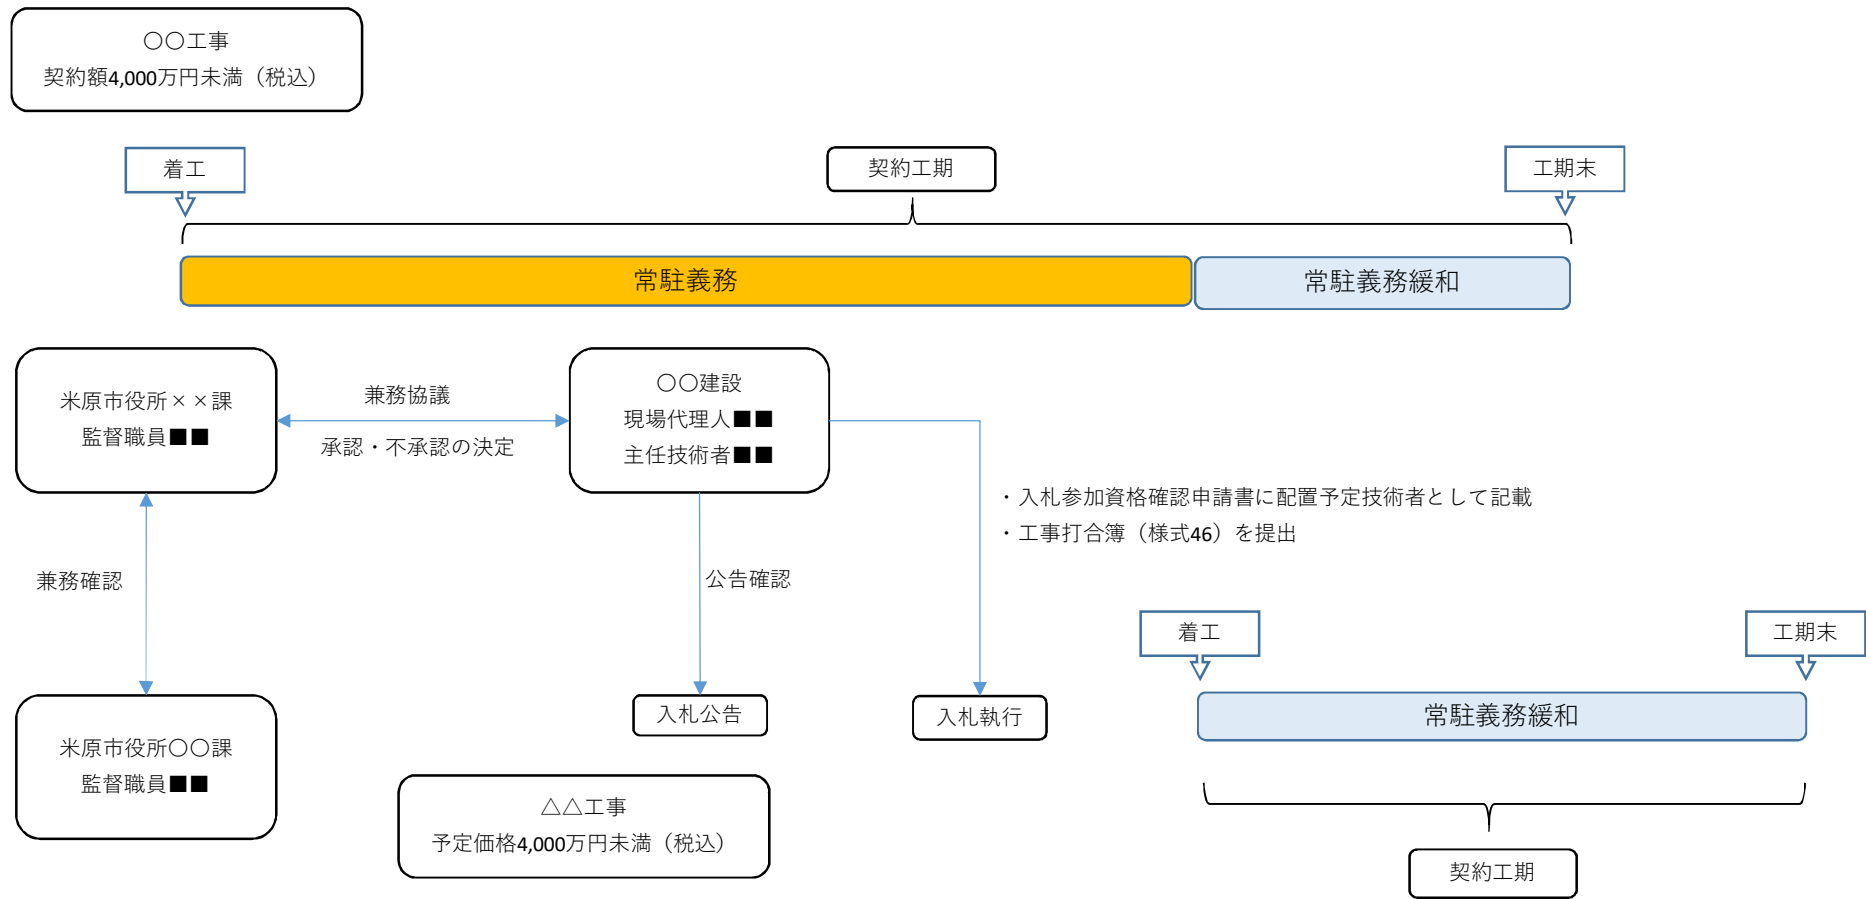 〇〇工事
契約額4,000万円未満（税込）
着工
契約工期
工期末
常駐義務
常駐義務緩和
米原市役所××課
監督職員■■
兼務協議
承認・不承認の決定
〇〇建設
現場代理人■■
主任技術者■■
・入札参加資格確認申請書に配置予定技術者として記載
・工事打合簿（様式46）を提出
兼務確認
公告確認
着工
工期末
米原市役所〇〇課
監督職員■■
入札公告
入札執行
常駐義務緩和
△△工事
予定価格4,000万円未満（税込）
契約工期